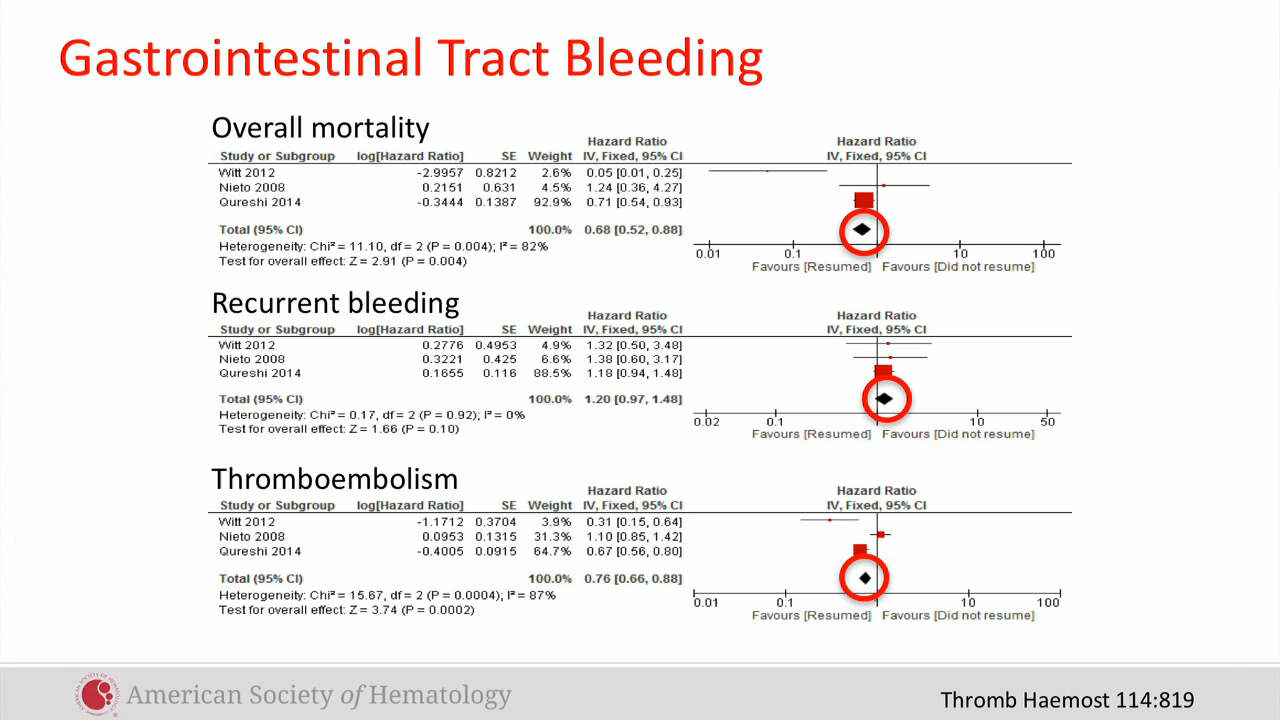 Gastrointestinal Tract Bleeding
Overall mortality
Hazard Ratio Hazard Ratio
Study or Subgroup log[Hazard Ratio] SE Weight IV, Fixed, 95% CI IV, Fixed, 95% CI
Witt 2012 -2.9957 0.8212 2.6% 0.05 [0.01, 0.25]
Nieto 2008 0.2151 0.631 4.5% 1.24 [0.36, 4.27]
Qureshi 2014 -0.3444 0.1387 92.9% 0.71 [0.54, 0.93]
Total (95% CI) 100.0% 0.68 [0.52, 0.88]
Heterogeneity: Chi² = 11.10, df = 2 (P = 0.004); I² = 82%
Test for overall effect: Z = 2.91 (P = 0.004)
0.01 0.1 1 10 100
Favours [Resumed] Favours [Did not resume]
Recurrent bleeding
Hazard Ratio Hazard Ratio
Study or Subgroup log[Hazard Ratio] SE Weight IV, Fixed, 95% CI IV, Fixed, 95% CI
Witt 2012 0.2776 0.4953 4.9% 1.32 [0.50, 3.48]
Nieto 2008 0.3221 0.425 6.6% 1.38 [0.60, 3.17]
Qureshi 2014 0.1655 0.116 88.5% 1.18 [0.94, 1.48]
Total (95% CI) 100.0% 1.20 [0.97, 1.48]
Heterogeneity: Chi² = 0.17, df = 2 (P = 0.92); I² = 0%
Test for overall effect: Z = 1.66 (P = 0.10)
0.02 0.1 1 10 50
Favours [Resumed] Favours [Did not resume]
Thromboembolism
Hazard Ratio Hazard Ratio
Study or Subgroup log[Hazard Ratio] SE Weight IV, Fixed, 95% CI IV, Fixed, 95% CI
Witt 2012 -1.1712 0.3704 3.9% 0.31 [0.15, 0.64]
Nieto 2008 0.0953 0.1315 31.3% 1.10 [0.85, 1.42]
Qureshi 2014 -0.4005 0.0915 64.7% 0.67 [0.56, 0.80]
Total (95% CI) 100.0% 0.76 [0.66, 0.88]
Heterogeneity: Chi² = 15.67, df = 2 (P = 0.0004); I² = 87%
Test for overall effect: Z = 3.74 (P = 0.0002)
0.01 0.1 1 10 100
Favours [Resumed] Favours [Did not resume]
American Society of Hematology
Thromb Haemost 114:819